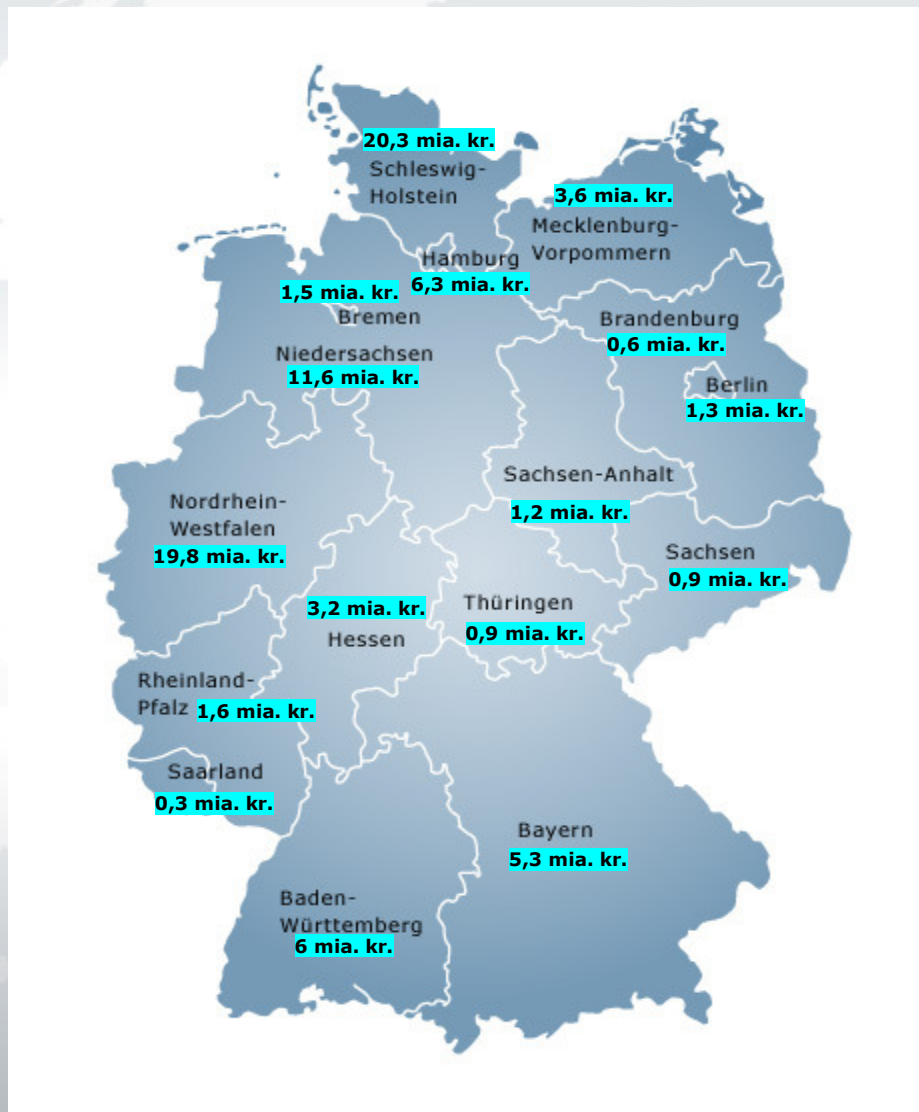 20,3 mia. kr.
Schleswig-
Holstein
3,6 mia. kr.
Mecklenburg-
Vorpommern
Hamburg
6,3 mia. kr.
1,5 mia. kr.
Bremen
Brandenburg
0,6 mia. kr.
Niedersachsen
11,6 mia. kr.
Berlin
1,3 mia. kr.
Sachsen-Anhalt
1,2 mia. kr.
Nordrhein-
Westfalen
19,8 mia. kr.
Sachsen
0,9 mia. kr.
3,2 mia. kr.
Hessen
Thüringen
0,9 mia. kr.
Rheinland-
Pfalz 1,6 mia. kr.
Saarland
0,3 mia. kr.
Bayern
5,3 mia. kr.
Baden-
Württemberg
6 mia. kr.